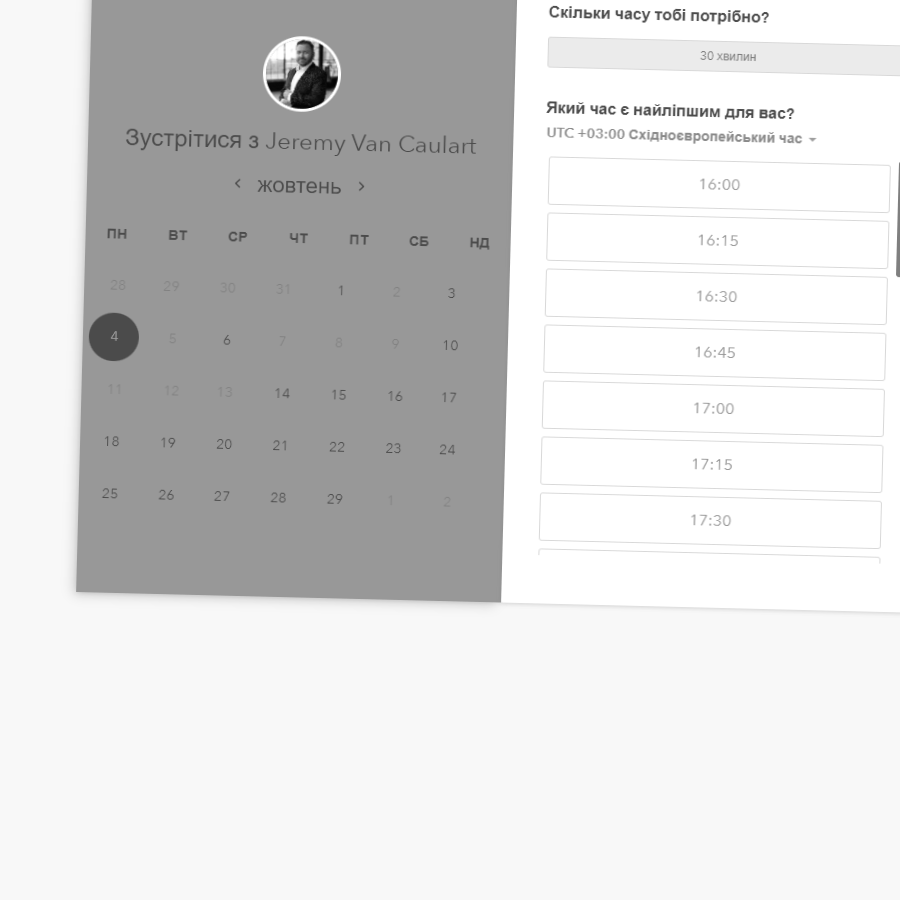 Зустрітися з Jeremy Van Caulart
жовтень
ПН ВТ СР ЧТ ПТ СБ НД
28 29 30 31 1 2 3
4 5 6 7 8 9 10
11 12 13 14 15 16 17
18 19 20 21 22 23 24
25 26 27 28 29 1 2
Скільки часу тобі потрібно?
30 хвилин
Який час є найліпшим для вас?
UTC +03:00 Східноєвропейський час
16:00
16:15
16:30
16:45
17:00
17:15
17:30